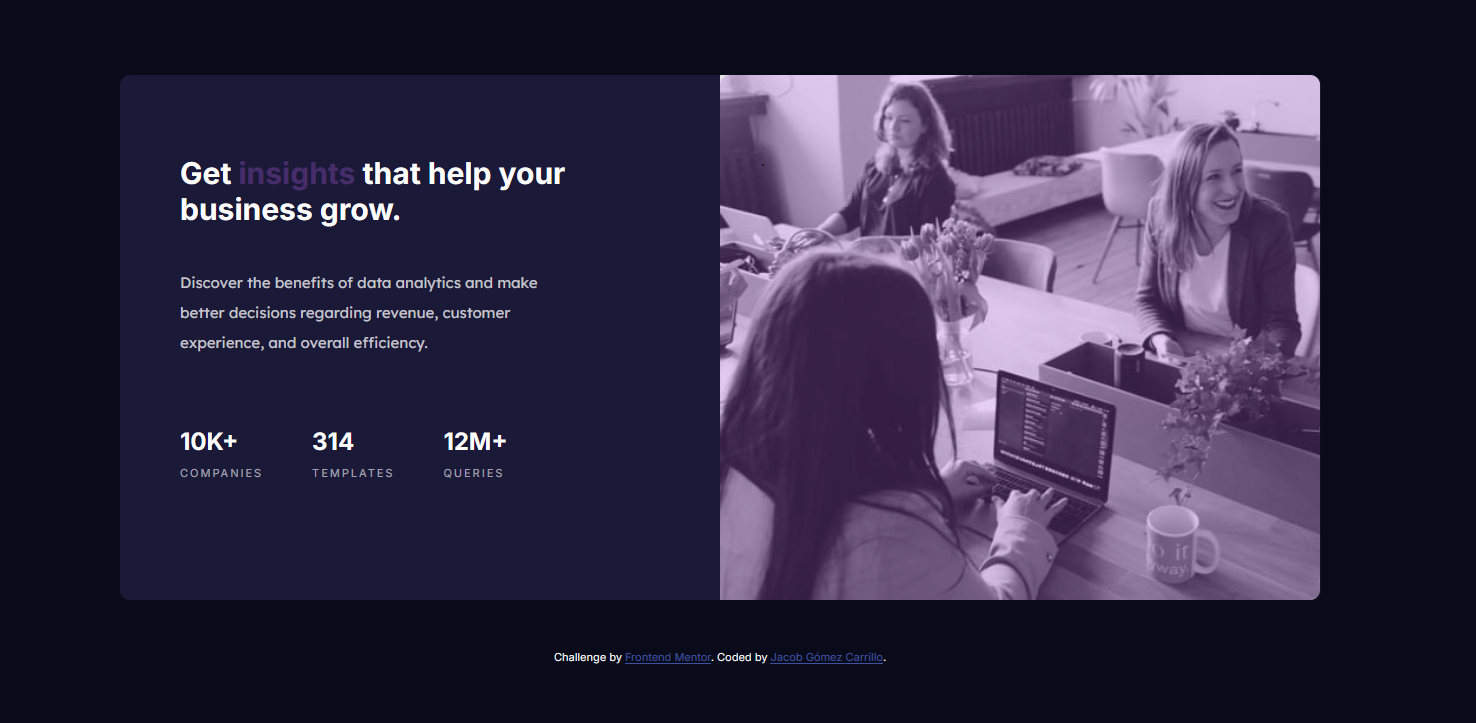 Get insights that help your
business grow.
Discover the benefits of data analytics and make
better decisions regarding revenue, customer
experience, and overall efficiency.
10K+ 314 12M+
COMPANIES TEMPLATES QUERIES
Challenge by Frontend Mentor. Coded by Jacob Gómez Carrillo.